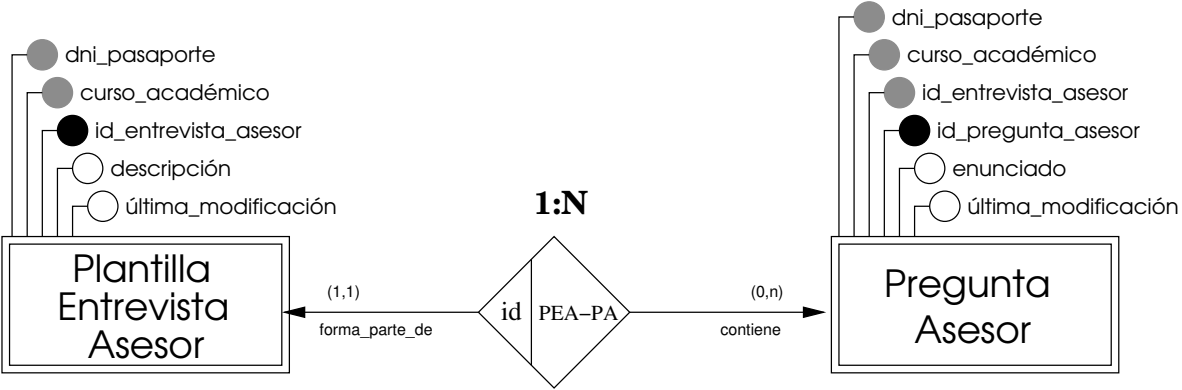 dni_pasaporte
curso_académico
id_entrevista_asesor
descripción
última_modificación
Plantilla
Entrevista
Asesor
1:N
(1,1)
forma_parte_de
id
PEA–PA
(0,n)
contiene
dni_pasaporte
curso_académico
id_entrevista_asesor
id_pregunta_asesor
enunciado
última_modificación
Pregunta
Asesor